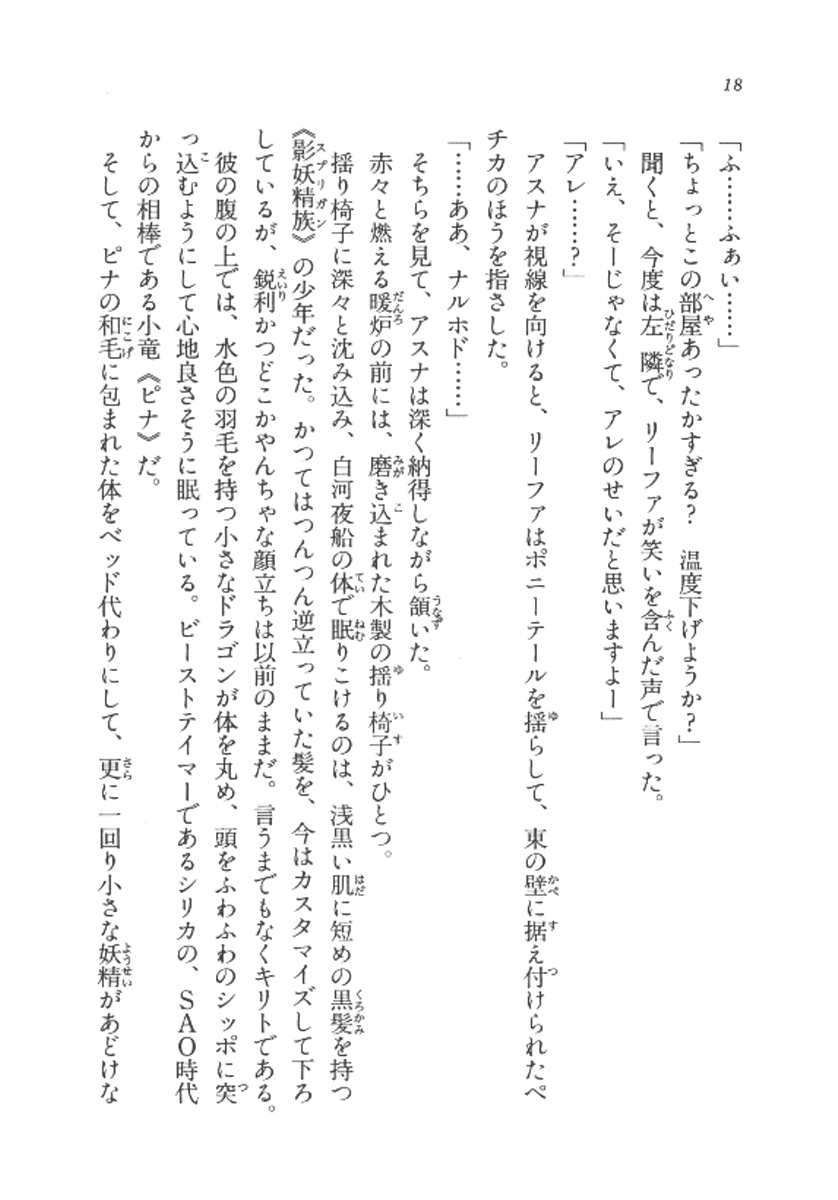 18
「ふ……ふぁい……」
「ちょっとこの部屋あったかすぎる？　温度下げようか？」
聞くと、今度は左隣で、リーファが笑いを含んだ声で言った。
「いえ、そーじゃなくて、アレのせいだと思いますよー」
「アレ……？」
アスナが視線を向けると、リーファはポニーテールを揺らして、東の壁に据え付けられたペ
チカのほうを指さした。
「……ああ、ナルホド……」
そちらを見て、アスナは深く納得しながら頷いた。
赤々と燃える暖炉の前には、磨き込まれた木製の揺り椅子がひとつ。
揺り椅子に深々と沈み込み、白河夜船の体で眠りこけるのは、浅黒い肌に短めの黒髪を持つ
《影妖精族》の少年だった。かつてはつんつん逆立っていた髪を、今はカスタマイズして下ろ
しているが、鋭利かつどこかやんちゃな顔立ちは以前のままだ。言うまでもなくキリトである。
彼の腹の上では、水色の羽毛を持つ小さなドラゴンが体を丸め、頭をふわふわのシッポに突
っ込むようにして心地良さそうに眠っている。ビーストテイマーであるシリカの、ＳＡＯ時代
からの相棒である小竜《ピナ》だ。
そして、ピナの和毛に包まれた体をベッド代わりにして、更に一回り小さな妖精があどけな